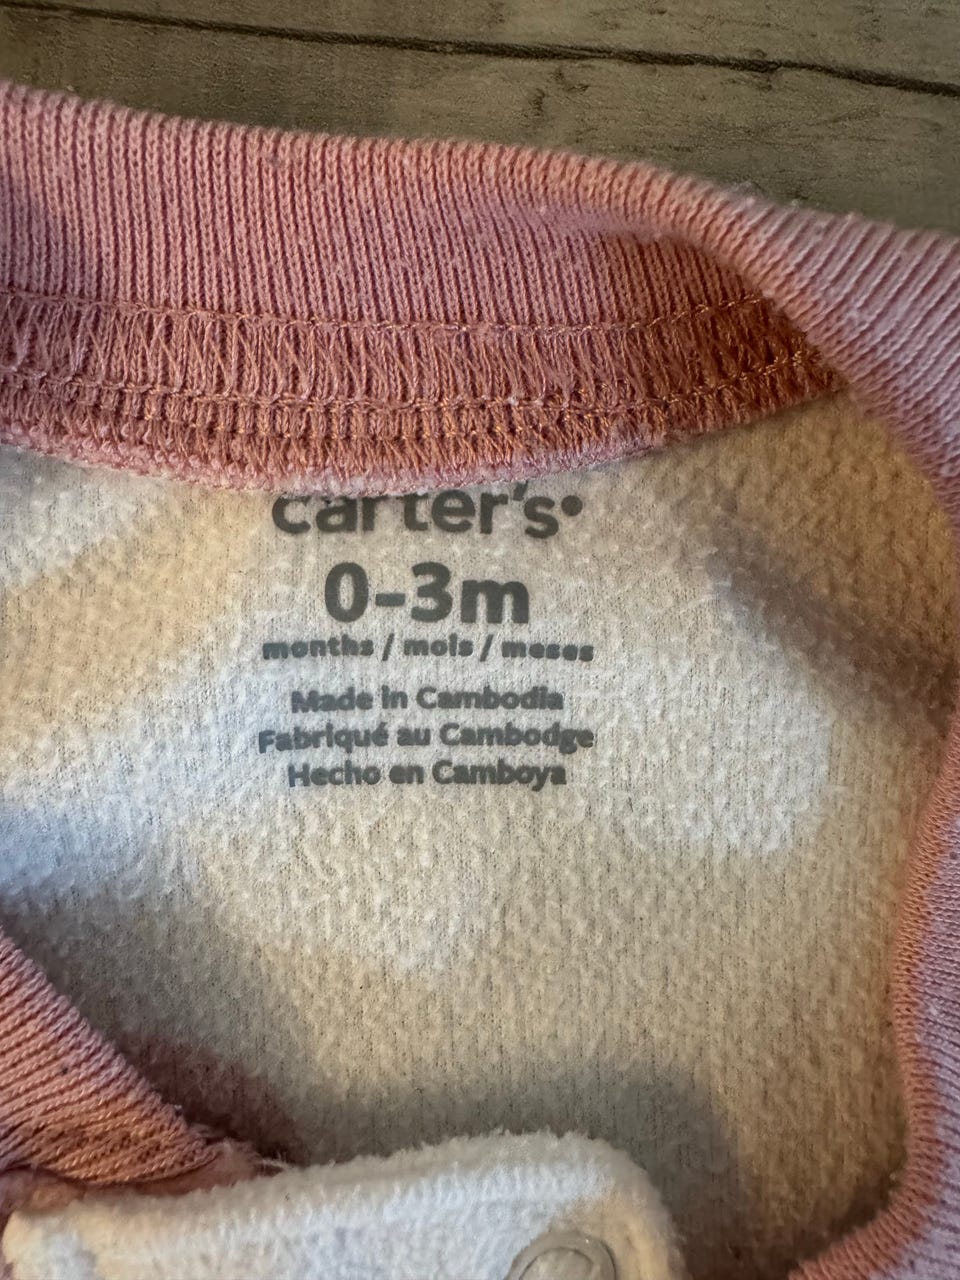 carter's
0-3m
months / mois / meses
Made in Cambodia
Fabriqué au Cambodge
Hecho en Camboya